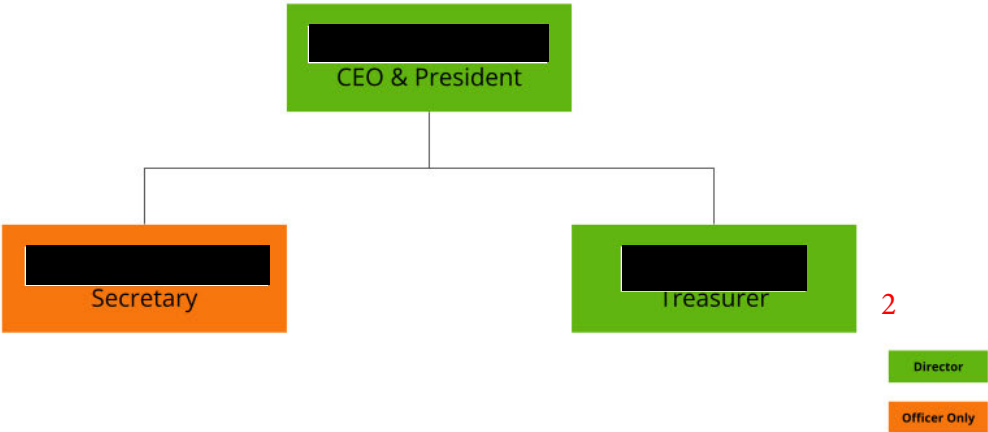 CEO & President
Secretary
Treasurer
2
Director
Officer Only